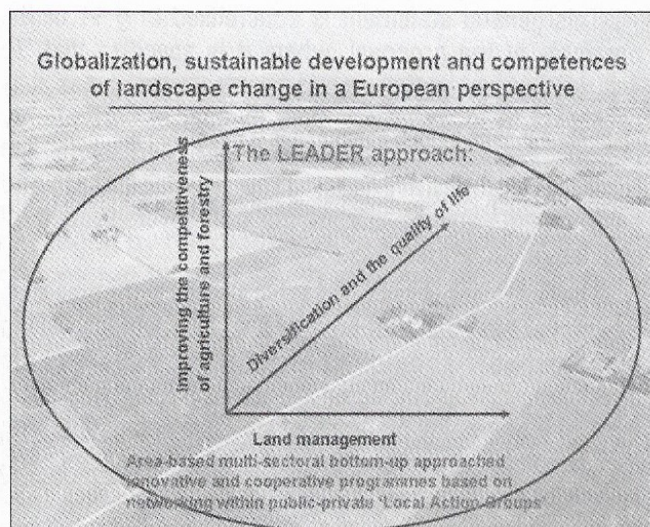 Globalization, sustainable development and competences
of landscape change in a European perspective
The LEADER approach:
Improving the competitiveness
of agriculture and forestry
Diversification and the quality of life
Land management
Area-based multi-sectoral bottom-up approached
innovative and cooperative programmes based on
networking within public-private 'Local Action Groups'